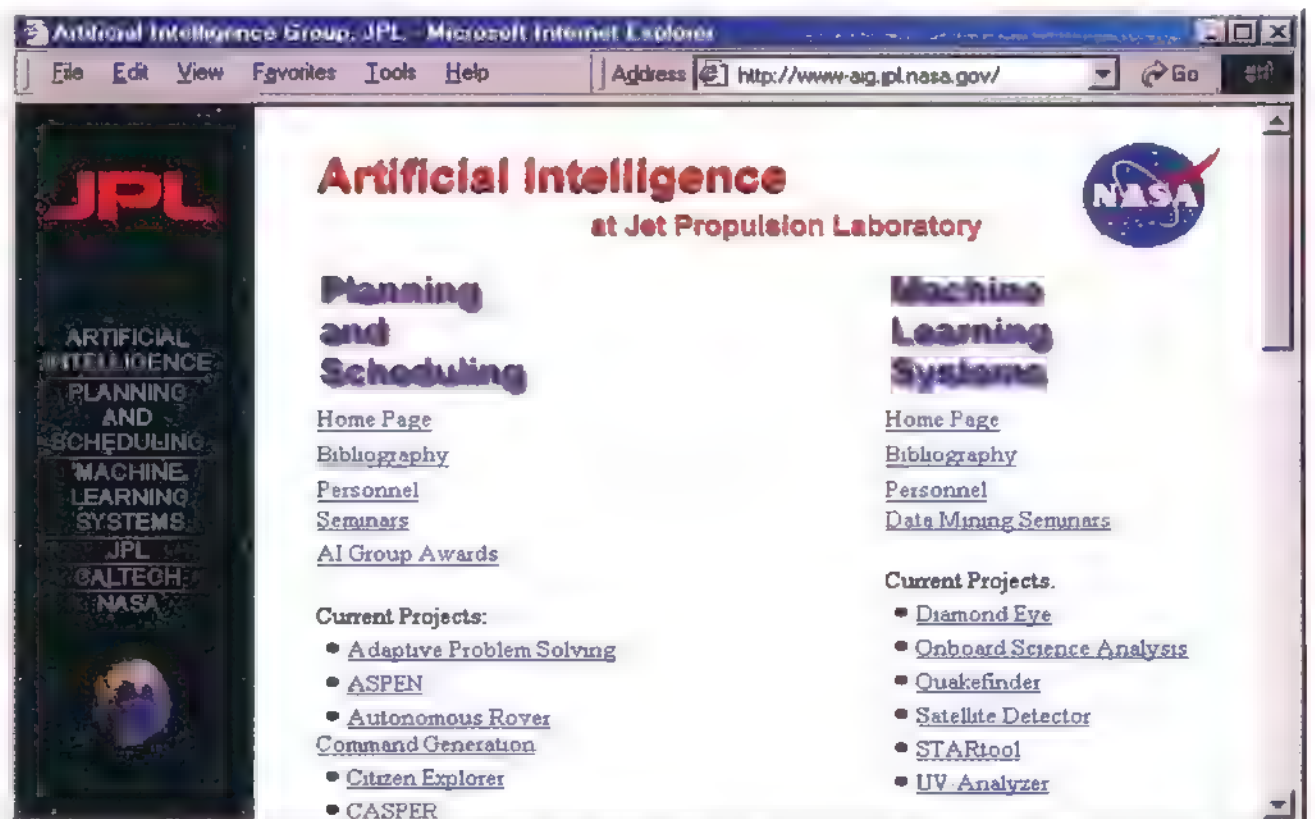 Artificial Intelligence Group, JPL - Microsoft Internet Explorer
File Edit View Favorites Tools Help Address http://www-aig.jpl.nasa.gov/ Go
JPL
ARTIFICIAL
INTELLIGENCE
PLANNING
AND
SCHEDULING
MACHINE
LEARNING
SYSTEMS
JPL
CALTECH
NASA
Artificial Intelligence
at Jet Propulsion Laboratory
NASA
Planning
and
Scheduling
Home Page
Bibliography
Personnel
Seminars
AI Group Awards
Current Projects:
Adaptive Problem Solving
ASPEN
Autonomous Rover
Command Generation
Citizen Explorer
CASPER
Machine
Learning
Systems
Home Page
Bibliography
Personnel
Data Mining Seminars
Current Projects.
Diamond Eye
Onboard Science Analysis
Quakefinder
Satellite Detector
STARtool
UV-Analyzer